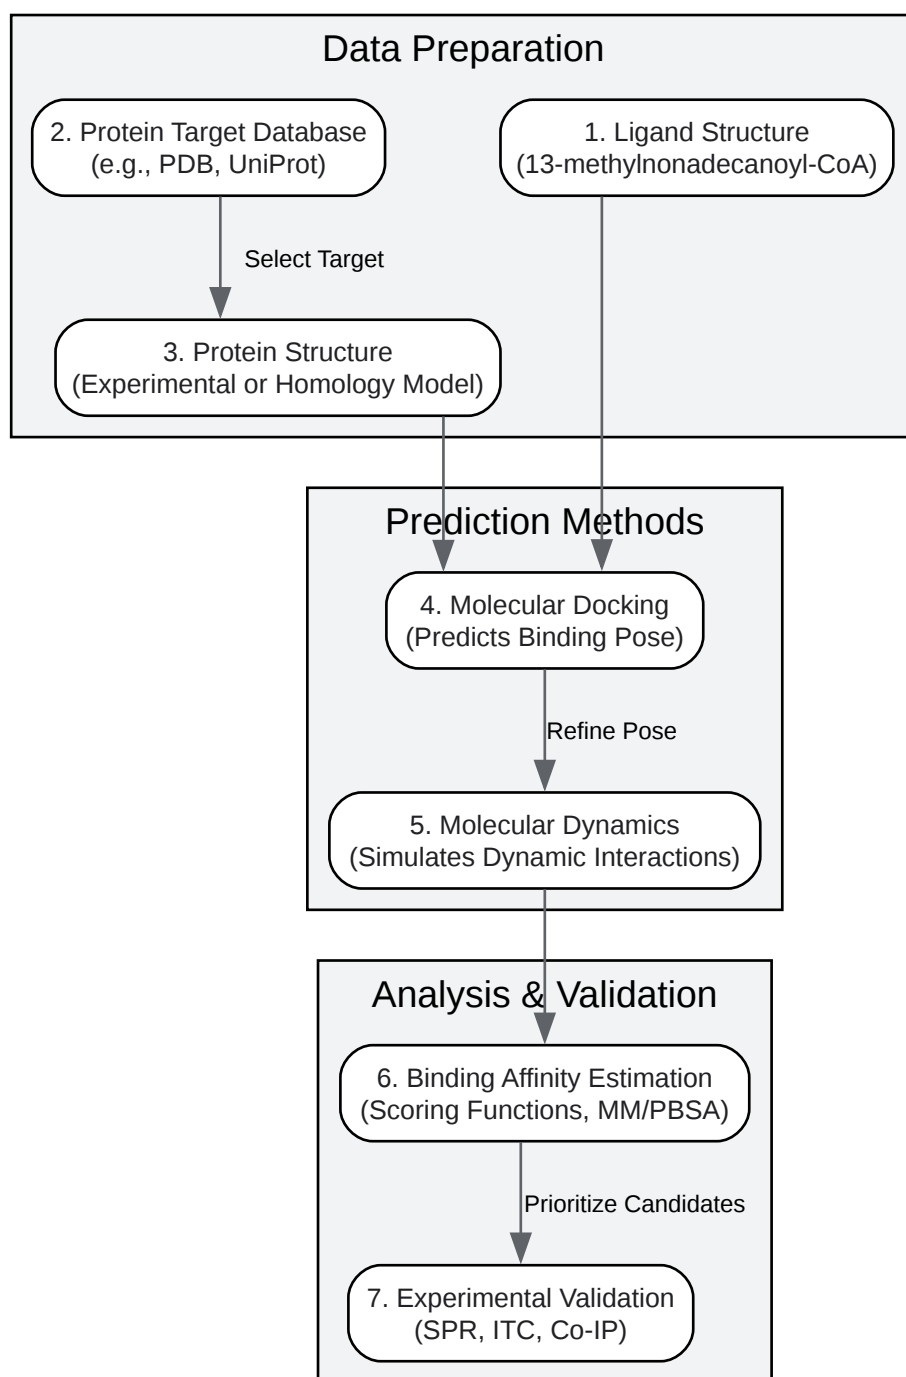 Data Preparation
2. Protein Target Database
(e.g., PDB, UniProt)
1. Ligand Structure
(13-methylnonadecanoyl-CoA)
Select Target
3. Protein Structure
(Experimental or Homology Model)
Prediction Methods
4. Molecular Docking
(Predicts Binding Pose)
Refine Pose
5. Molecular Dynamics
(Simulates Dynamic Interactions)
Analysis & Validation
6. Binding Affinity Estimation
(Scoring Functions, MM/PBSA)
Prioritize Candidates
7. Experimental Validation
(SPR, ITC, Co-IP)